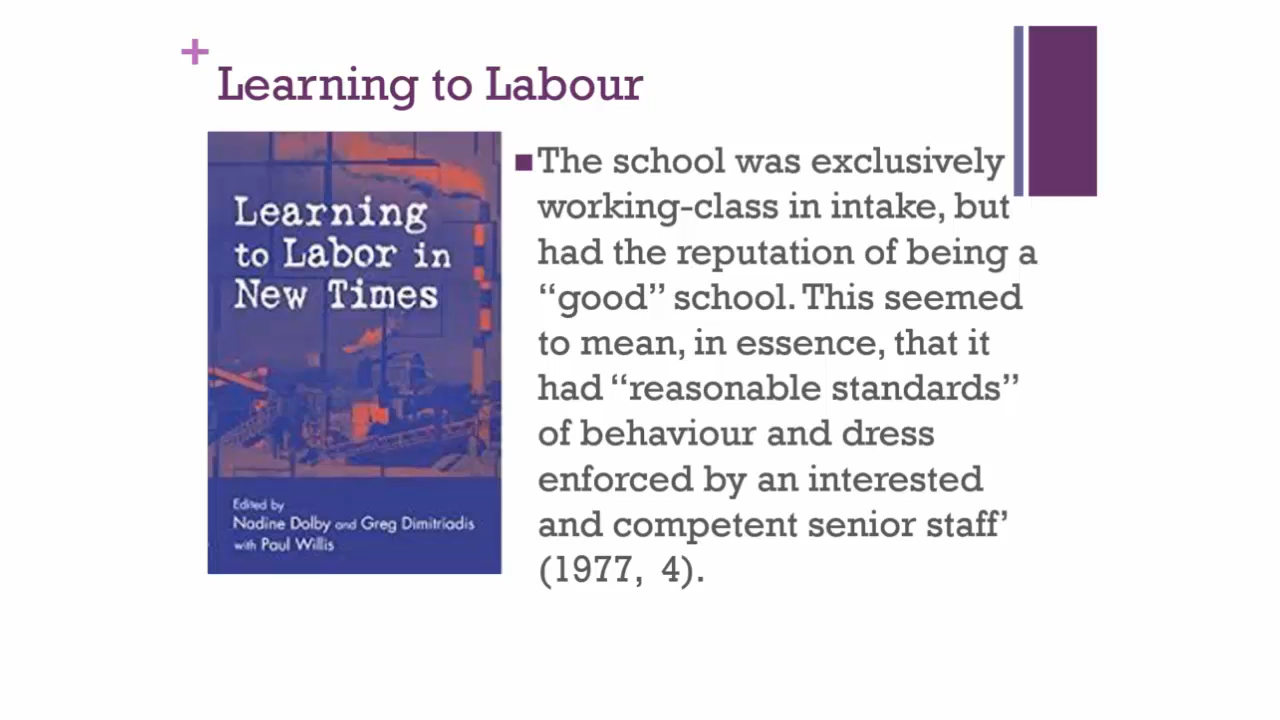 +
Learning to Labour
Learning
to Labor in
New Times
Edited by
Nadine Dolby and Greg Dimitriadis
with Paul Willis
■The school was exclusively
working-class in intake, but
had the reputation of being a
“good” school. This seemed
to mean, in essence, that it
had “reasonable standards”
of behaviour and dress
enforced by an interested
and competent senior staff’
(1977, 4).